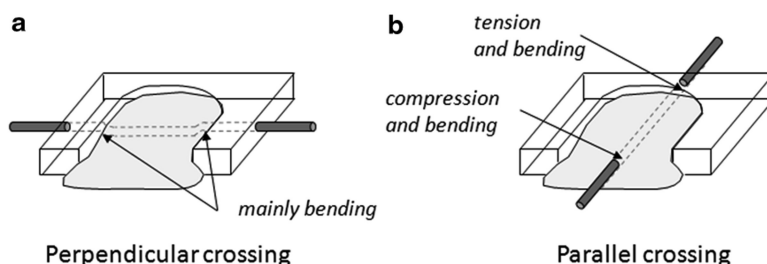 a
mainly bending
Perpendicular crossing
b
tension
and bending
compression
and bending
Parallel crossing